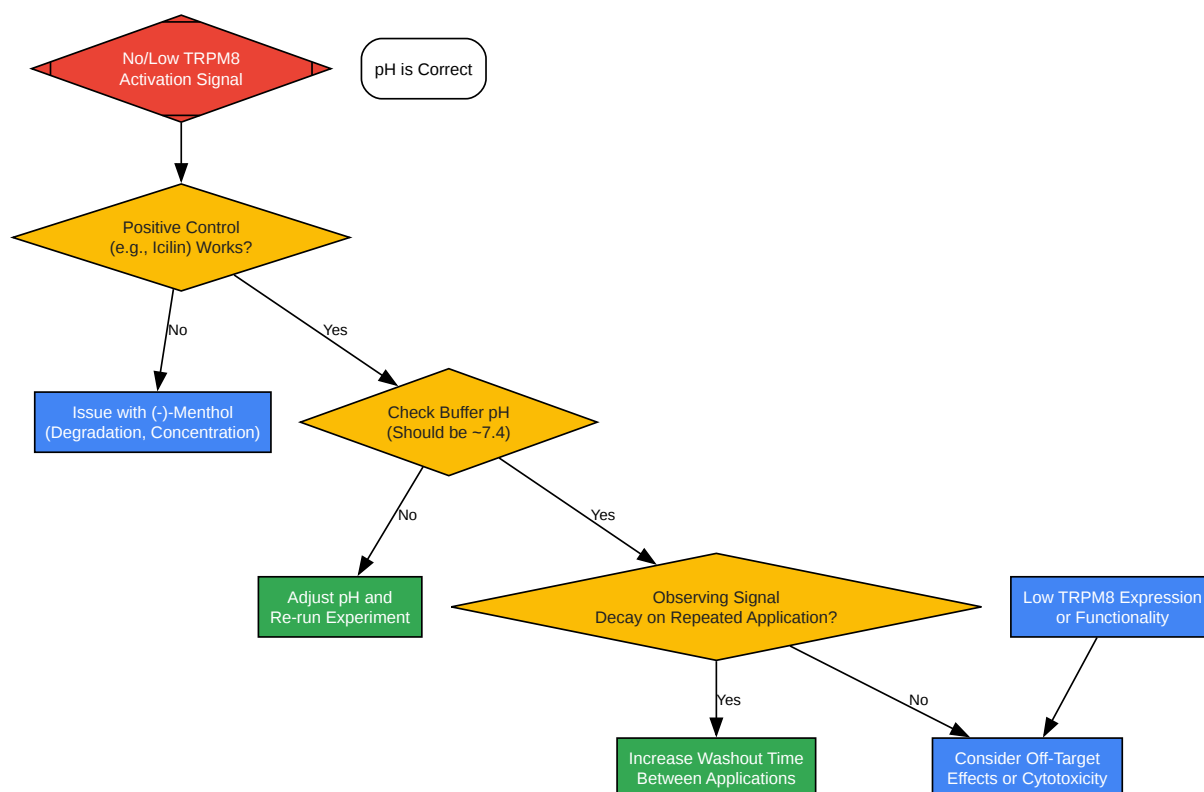 No/Low TRPM8
Activation Signal
pH is Correct
Positive Control
(e.g., Icilin) Works?
No
Yes
Issue with (-)-Menthol
(Degradation, Concentration)
Check Buffer pH
(Should be ~7.4)
No
Yes
Adjust pH and
Re-run Experiment
Observing Signal
Decay on Repeated Application?
Low TRPM8 Expression
or Functionality
Yes
No
Increase Washout Time
Between Applications
Consider Off-Target
Effects or Cytotoxicity